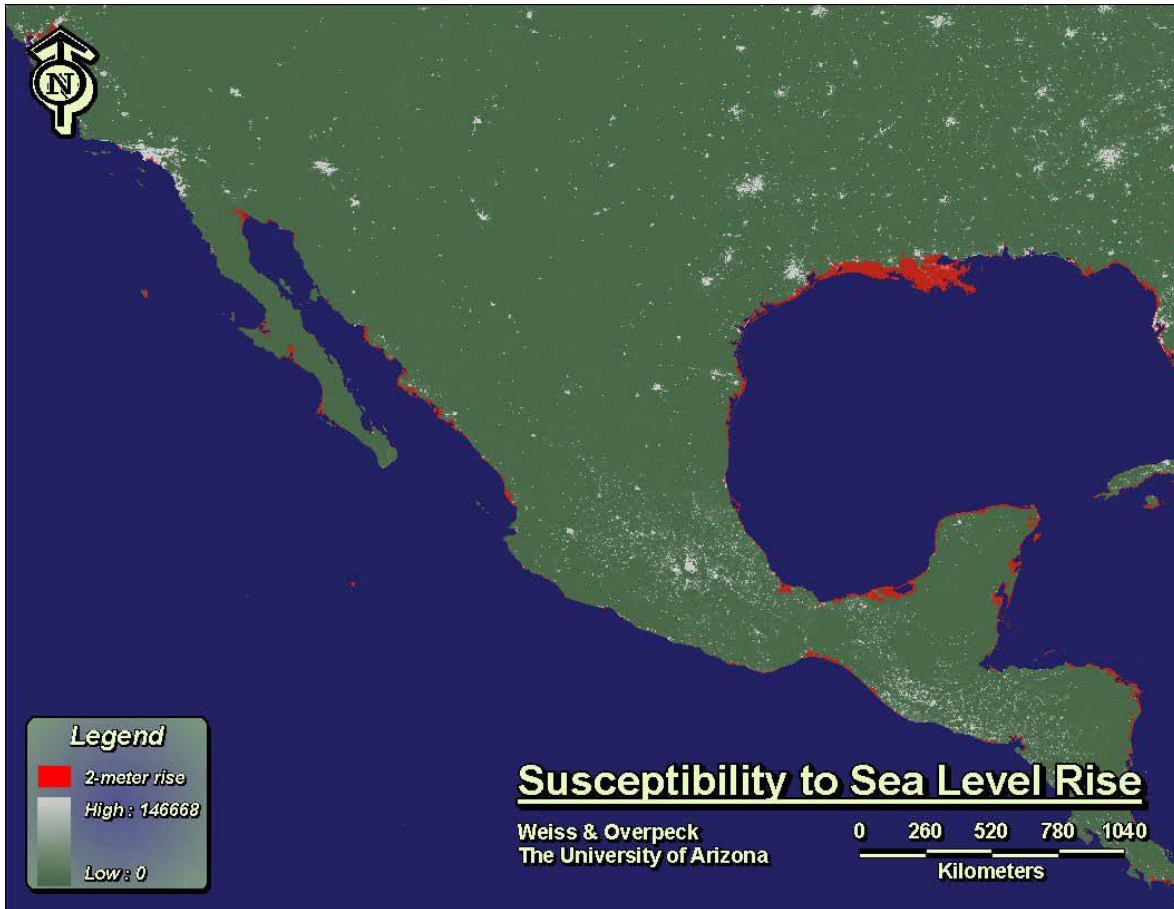 N
Legend
2-meter rise
High : 146668
Low : 0
Susceptibility to Sea Level Rise
Weiss & Overpeck
The University of Arizona
0 260 520 780 1040
Kilometers